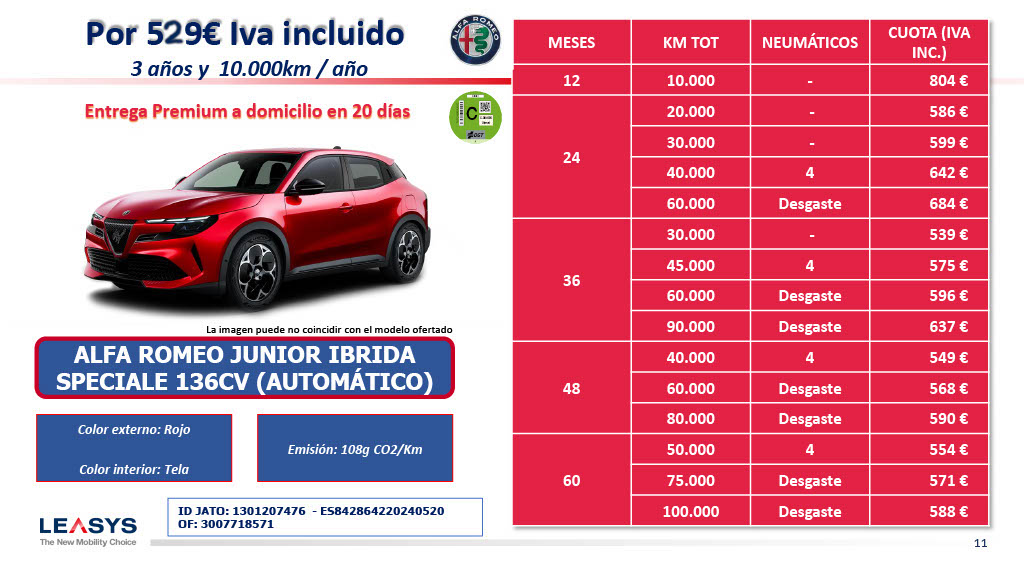 Por 529€ Iva incluido
3 años y 10.000km / año
ALFA ROMEO
Entrega Premium a domicilio en 20 días
C
DGT
La imagen puede no coincidir con el modelo ofertado
ALFA ROMEO JUNIOR IBRIDA
SPECIALE 136CV (AUTOMÁTICO)
Color externo: Rojo
Color interior: Tela
Emisión: 108g CO2/Km
LEASYS
The New Mobility Choice
ID JATO: 1301207476 - ES842864220240520
OF: 3007718571
MESES KM TOT NEUMÁTICOS CUOTA (IVA
INC.)
12 10.000 - 804 €
24
20.000 - 586 €
30.000 - 599 €
40.000 4 642 €
60.000 Desgaste 684 €
36
30.000 - 539 €
45.000 4 575 €
60.000 Desgaste 596 €
90.000 Desgaste 637 €
48
40.000 4 549 €
60.000 Desgaste 568 €
80.000 Desgaste 590 €
60
50.000 4 554 €
75.000 Desgaste 571 €
100.000 Desgaste 588 €
11